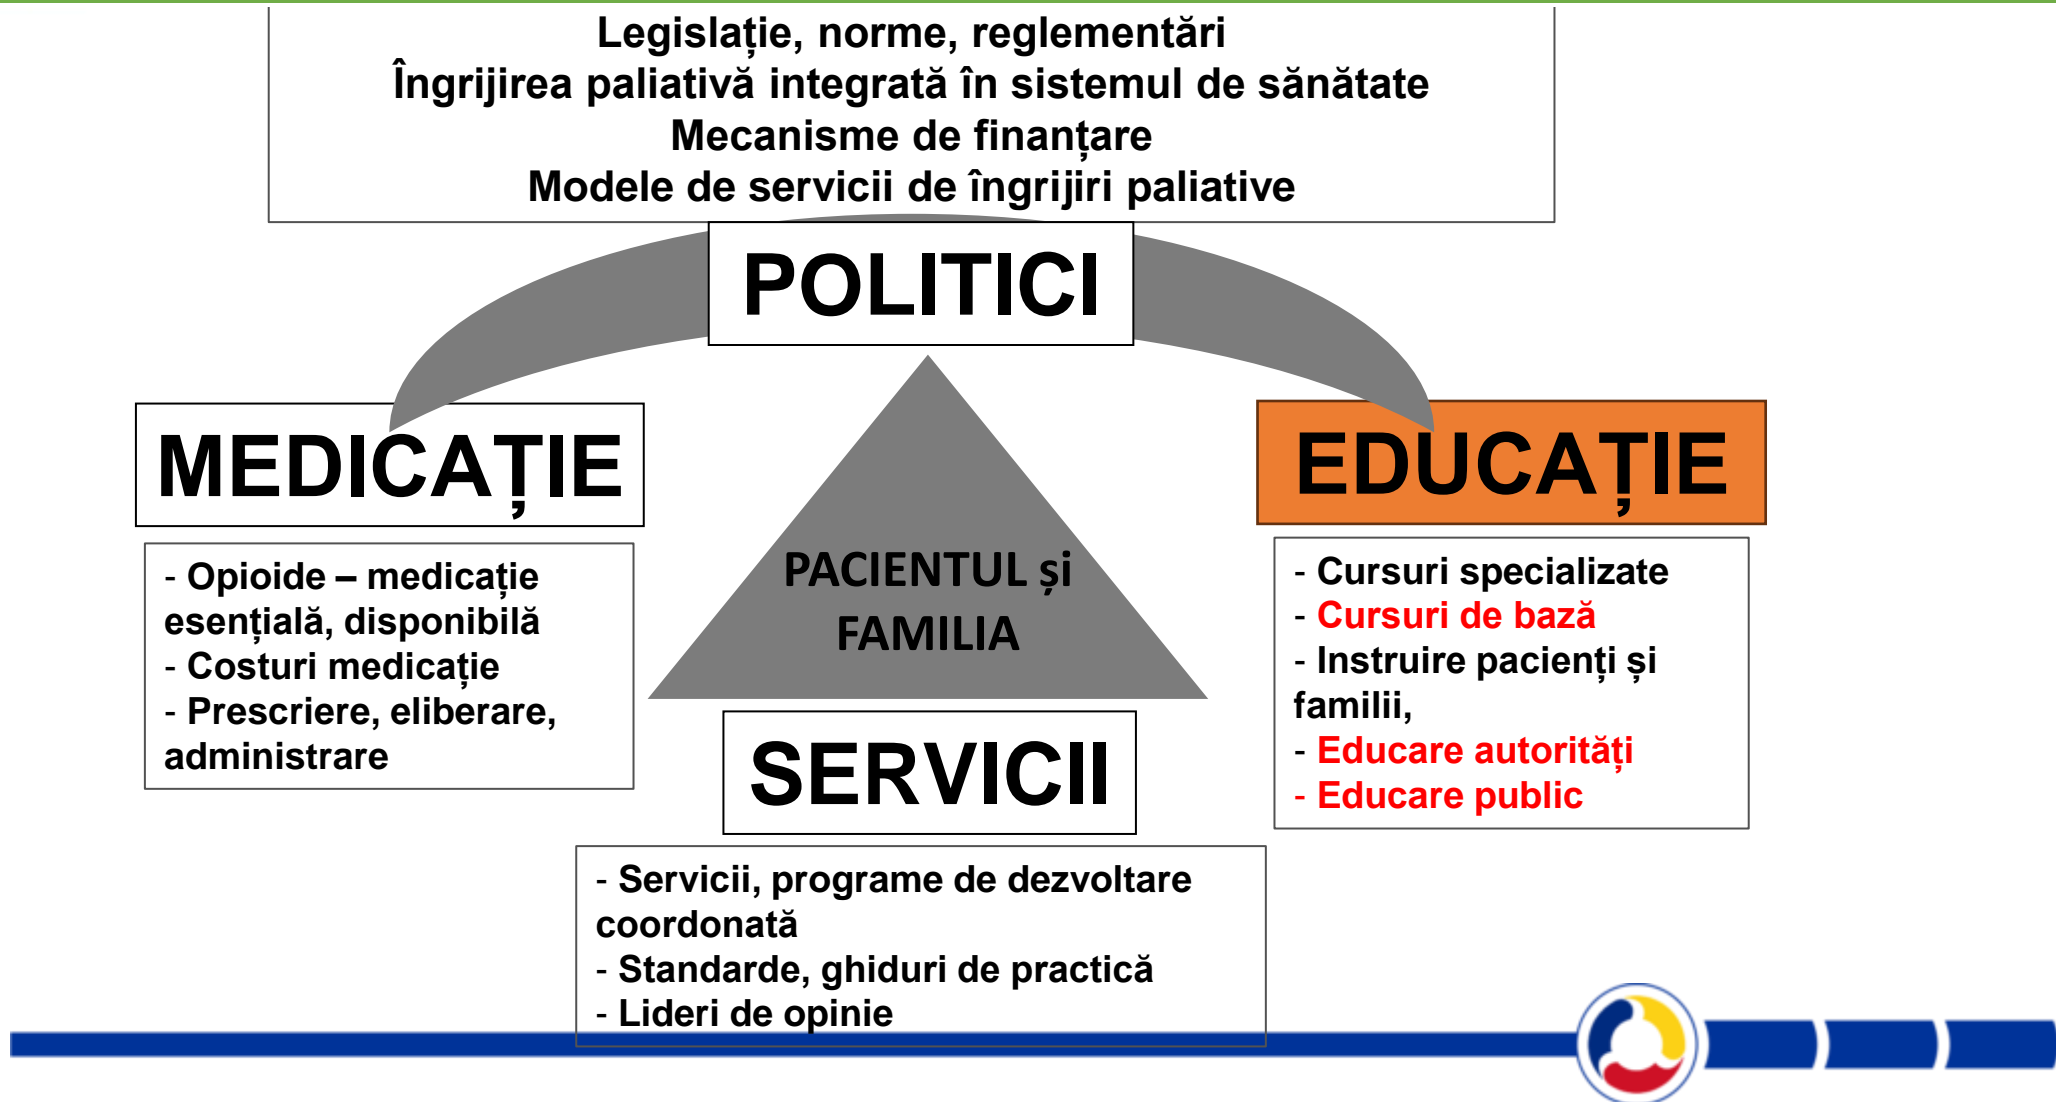 Legislație, norme, reglementări
Îngrijirea paliativă integrată în sistemul de sănătate
Mecanisme de finanțare
Modele de servicii de îngrijiri paliative
POLITICI
MEDICAȚIE
- Opioide – medicație
esențială, disponibilă
- Costuri medicație
- Prescriere, eliberare,
administrare
PACIENTUL și
FAMILIA
EDUCAȚIE
- Cursuri specializate
- Cursuri de bază
- Instruire pacienți și
familii,
- Educare autorități
- Educare public
SERVICII
- Servicii, programe de dezvoltare
coordonată
- Standarde, ghiduri de practică
- Lideri de opinie